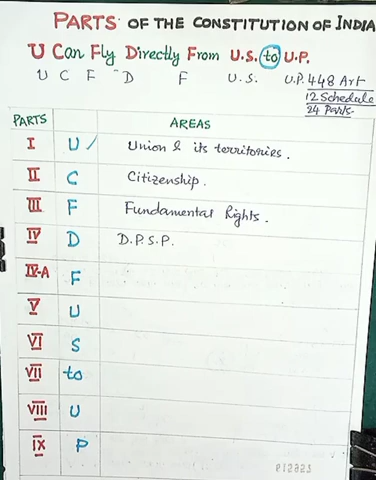 PARTS OF THE CONSTITUTION OF INDIA
U Can Fly Directly From U.S. to U.P.
U C F D F U.S. U.P. 448 Art
12 Schedule
24 Parts.
PARTS AREAS
I U Union & its territories.
II C Citizenship.
III F Fundamental Rights.
IV D D.P.S.P.
IV-A F
V U
VI S
VII to
VIII U
IX P